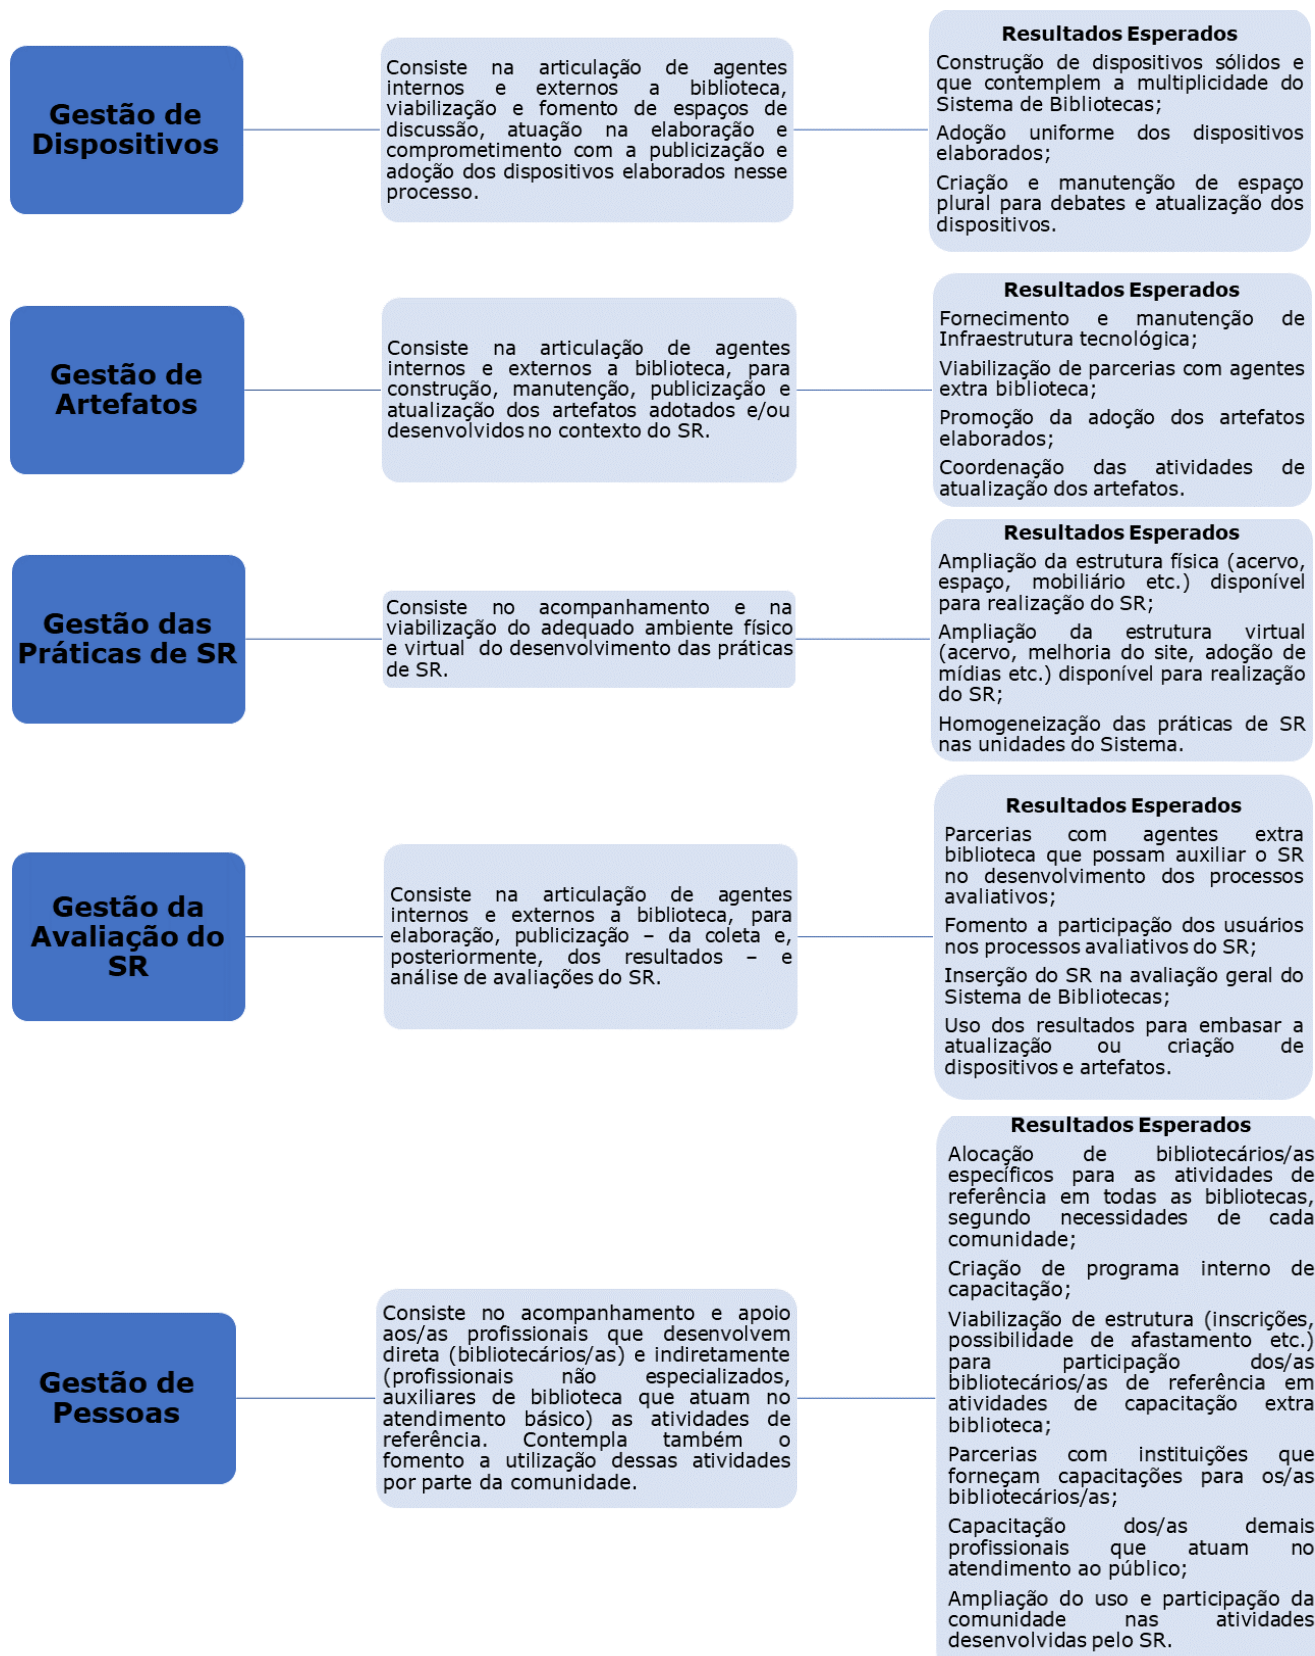 Gestão de
Dispositivos
Consiste na articulação de agentes
internos e externos a biblioteca,
viabilização e fomento de espaços de
discussão, atuação na elaboração e
comprometimento com a publicização e
adoção dos dispositivos elaborados nesse
processo.
Resultados Esperados
Construção de dispositivos sólidos e
que contemplem a multiplicidade do
Sistema de Bibliotecas;
Adoção uniforme dos dispositivos
elaborados;
Criação e manutenção de espaço
plural para debates e atualização dos
dispositivos.
Gestão de
Artefatos
Consiste na articulação de agentes
internos e externos a biblioteca, para
construção, manutenção, publicização e
atualização dos artefatos adotados e/ou
desenvolvidos no contexto do SR.
Resultados Esperados
Fornecimento e manutenção de
Infraestrutura tecnológica;
Viabilização de parcerias com agentes
extra biblioteca;
Promoção da adoção dos artefatos
elaborados;
Coordenação das atividades de
atualização dos artefatos.
Gestão das
Práticas de SR
Consiste no acompanhamento e na
viabilização do adequado ambiente físico
e virtual do desenvolvimento das práticas
de SR.
Resultados Esperados
Ampliação da estrutura física (acervo,
espaço, mobiliário etc.) disponível
para realização do SR;
Ampliação da estrutura virtual
(acervo, melhoria do site, adoção de
mídias etc.) disponível para realização
do SR;
Homogeneização das práticas de SR
nas unidades do Sistema.
Gestão da
Avaliação do
SR
Consiste na articulação de agentes
internos e externos a biblioteca, para
elaboração, publicização – da coleta e,
posteriormente, dos resultados – e
análise de avaliações do SR.
Resultados Esperados
Parcerias com agentes extra
biblioteca que possam auxiliar o SR
no desenvolvimento dos processos
avaliativos;
Fomento a participação dos usuários
nos processos avaliativos do SR;
Inserção do SR na avaliação geral do
Sistema de Bibliotecas;
Uso dos resultados para embasar a
atualização ou criação de
dispositivos e artefatos.
Gestão de
Pessoas
Consiste no acompanhamento e apoio
aos/as profissionais que desenvolvem
direta (bibliotecários/as) e indiretamente
(profissionais não especializados,
auxiliares de biblioteca que atuam no
atendimento básico) as atividades de
referência. Contempla também o
fomento a utilização dessas atividades
por parte da comunidade.
Resultados Esperados
Alocação de bibliotecários/as
específicos para as atividades de
referência em todas as bibliotecas,
segundo necessidades de cada
comunidade;
Criação de programa interno de
capacitação;
Viabilização de estrutura (inscrições,
possibilidade de afastamento etc.)
para participação dos/as
bibliotecários/as de referência em
atividades de capacitação extra
biblioteca;
Parcerias com instituições que
forneçam capacitações para os/as
bibliotecários/as;
Capacitação dos/as demais
profissionais que atuam no
atendimento ao público;
Ampliação do uso e participação da
comunidade nas atividades
desenvolvidas pelo SR.